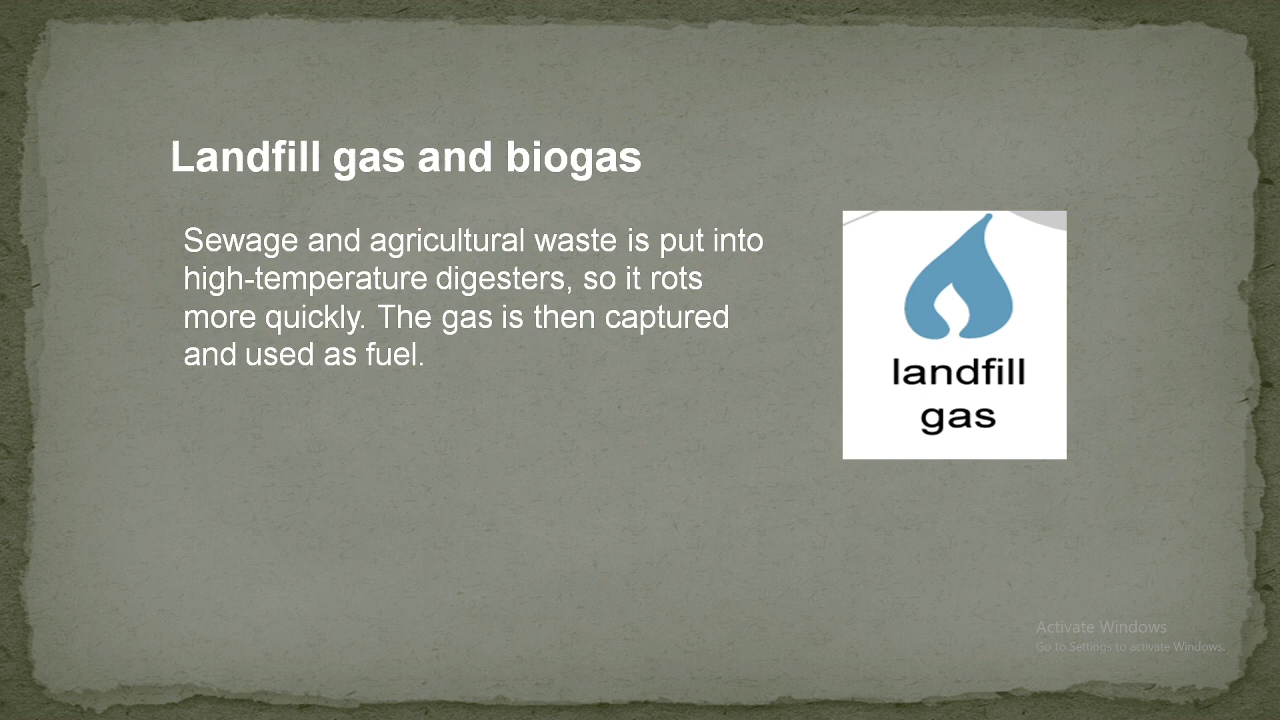 Landfill gas and biogas
Sewage and agricultural waste is put into
high-temperature digesters, so it rots
more quickly. The gas is then captured
and used as fuel.
landfill
gas
Activate Windows
Go to Settings to activate Windows.